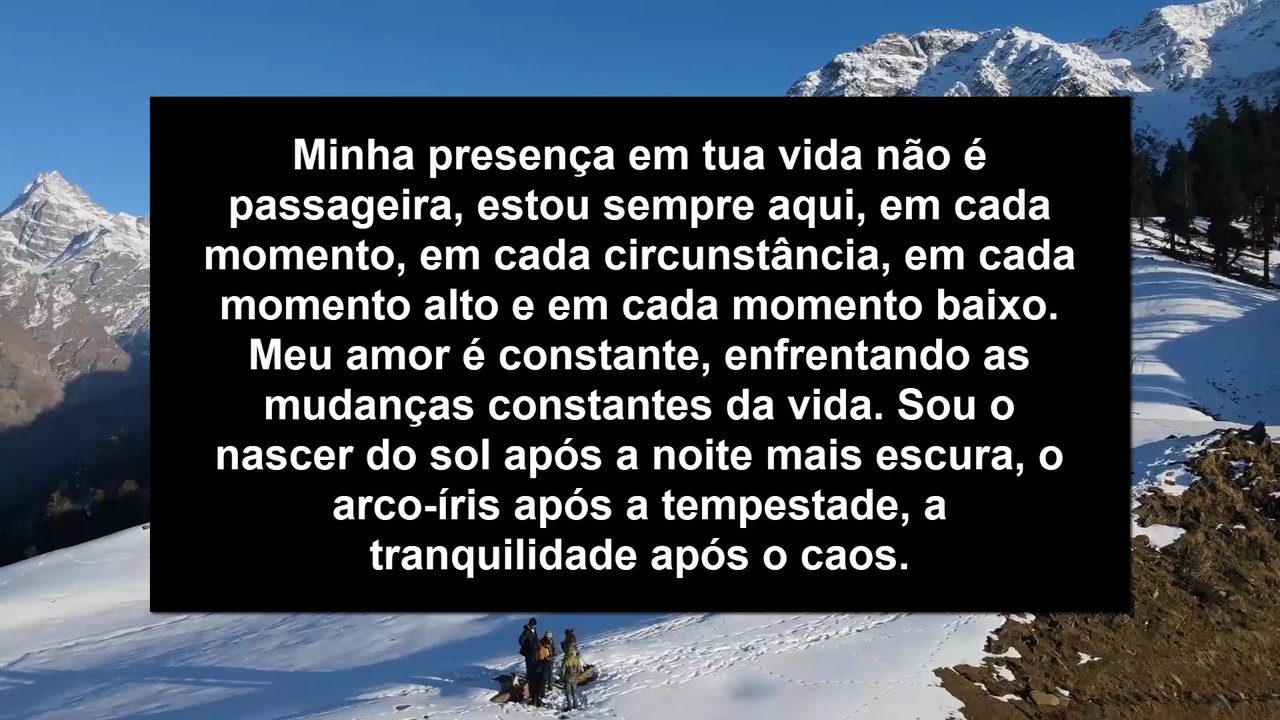 Minha presença em tua vida não é
passageira, estou sempre aqui, em cada
momento, em cada circunstância, em cada
momento alto e em cada momento baixo.
Meu amor é constante, enfrentando as
mudanças constantes da vida. Sou o
nascer do sol após a noite mais escura, o
arco-íris após a tempestade, a
tranquilidade após o caos.